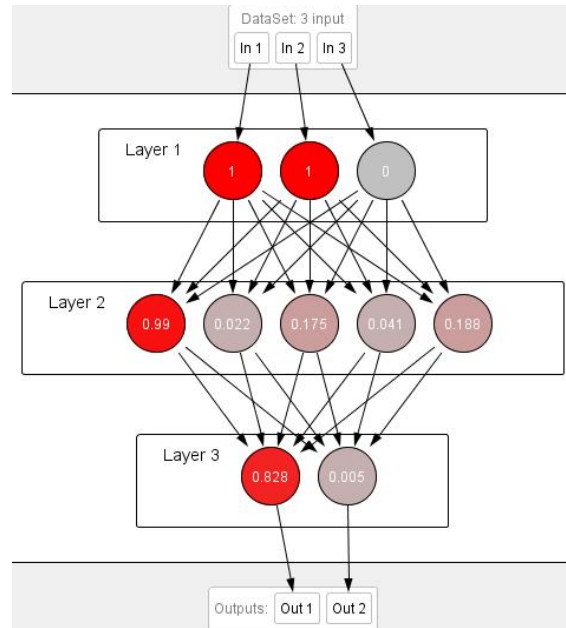 DataSet: 3 input
In 1 In 2 In 3
Layer 1
1 1 0
Layer 2
0.99 0.022 0.175 0.041 0.188
Layer 3
0.828 0.005
Outputs: Out 1 Out 2